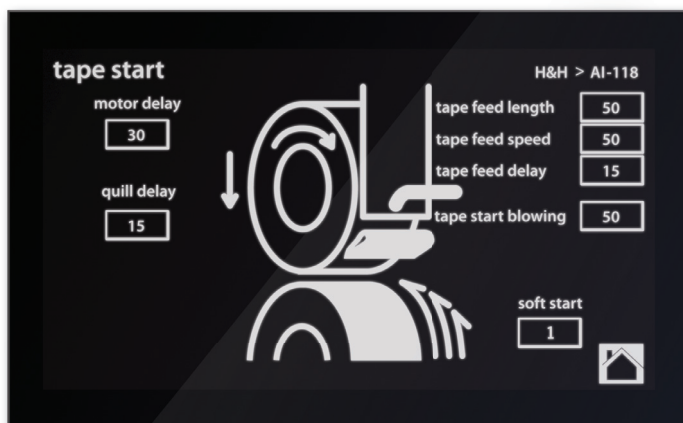 tape start
H&H > AI-118
motor delay
30
quill delay
15
tape feed length 50
tape feed speed 50
tape feed delay 15
tape start blowing 50
soft start
1